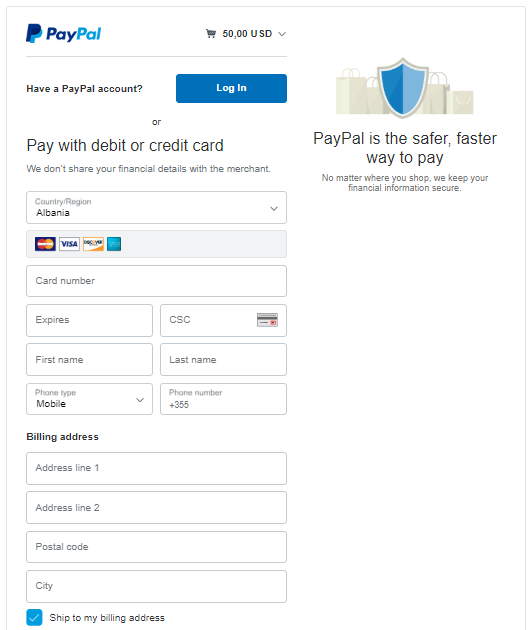 PayPal
50,00 USD
Have a PayPal account?
Log In
or
Pay with debit or credit card
We don't share your financial details with the merchant.
Country/Region
Albania
VISA
DISCOVER
Card number
Expires
CSC
First name
Last name
Phone type
Mobile
Phone number
+355
Billing address
Address line 1
Address line 2
Postal code
City
Ship to my billing address
PayPal is the safer, faster
way to pay
No matter where you shop, we keep your
financial information secure.